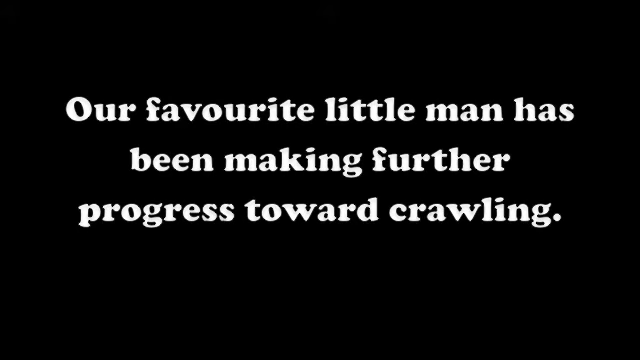 Our favourite little man has
been making further
progress toward crawling.